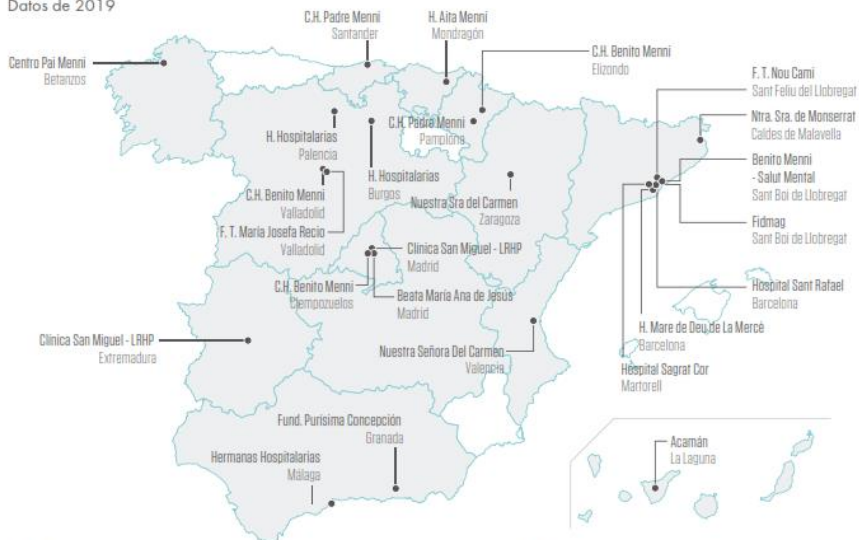 Datos de 2019
C.H. Padre Menni
Santander
H. Aita Menni
Mondragón
Centro Pai Menni
Betanzos
C.H. Benito Menni
Elizondo
F. T. Nou Camí
Sant Feliu del Llobregat
Ntra. Sra. de Monserrat
Caldes de Malavella
C.H. Padre Menni
Pamplona
H. Hospitalarias
Palencia
Benito Menni
- Salut Mental
Sant Boi de Llobregat
H. Hospitalarias
Burgos
C.H. Benito Menni
Valladolid
Nuestra Sra del Carmen
Zaragoza
F. T. María Josefa Recio
Valladolid
Fidmag
Sant Boi de Llobregat
Clínica San Miguel - LRHP
Madrid
C.H. Benito Menni
Ciempozuelos
Beata María Ana de Jesús
Madrid
Hospital Sant Rafael
Barcelona
H. Mare de Deu de La Mercè
Barcelona
Clínica San Miguel - LRHP
Extremadura
Nuestra Señora Del Carmen
Valencia
Hospital Sagrat Cor
Martorell
Fund. Purísima Concepción
Granada
Hermanas Hospitalarias
Málaga
Acamán
La Laguna